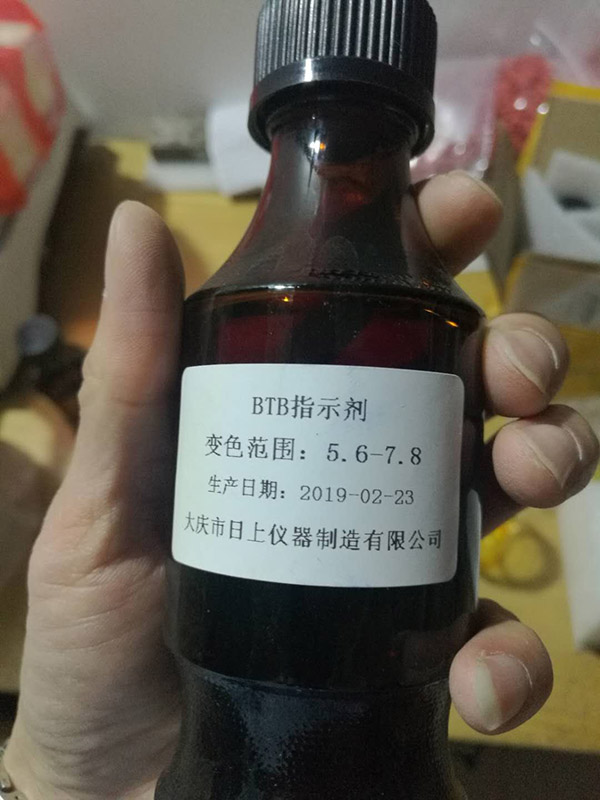 BTB指示剂
变色范围：5.6-7.8
生产日期：2019-02-23
大庆市日上仪器制造有限公司